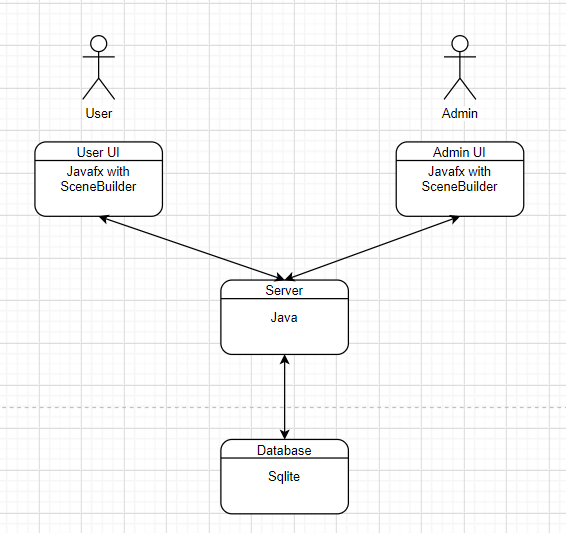 User
Admin
User UI
Javafx with
SceneBuilder
Admin UI
Javafx with
SceneBuilder
Server
Java
Database
Sqlite